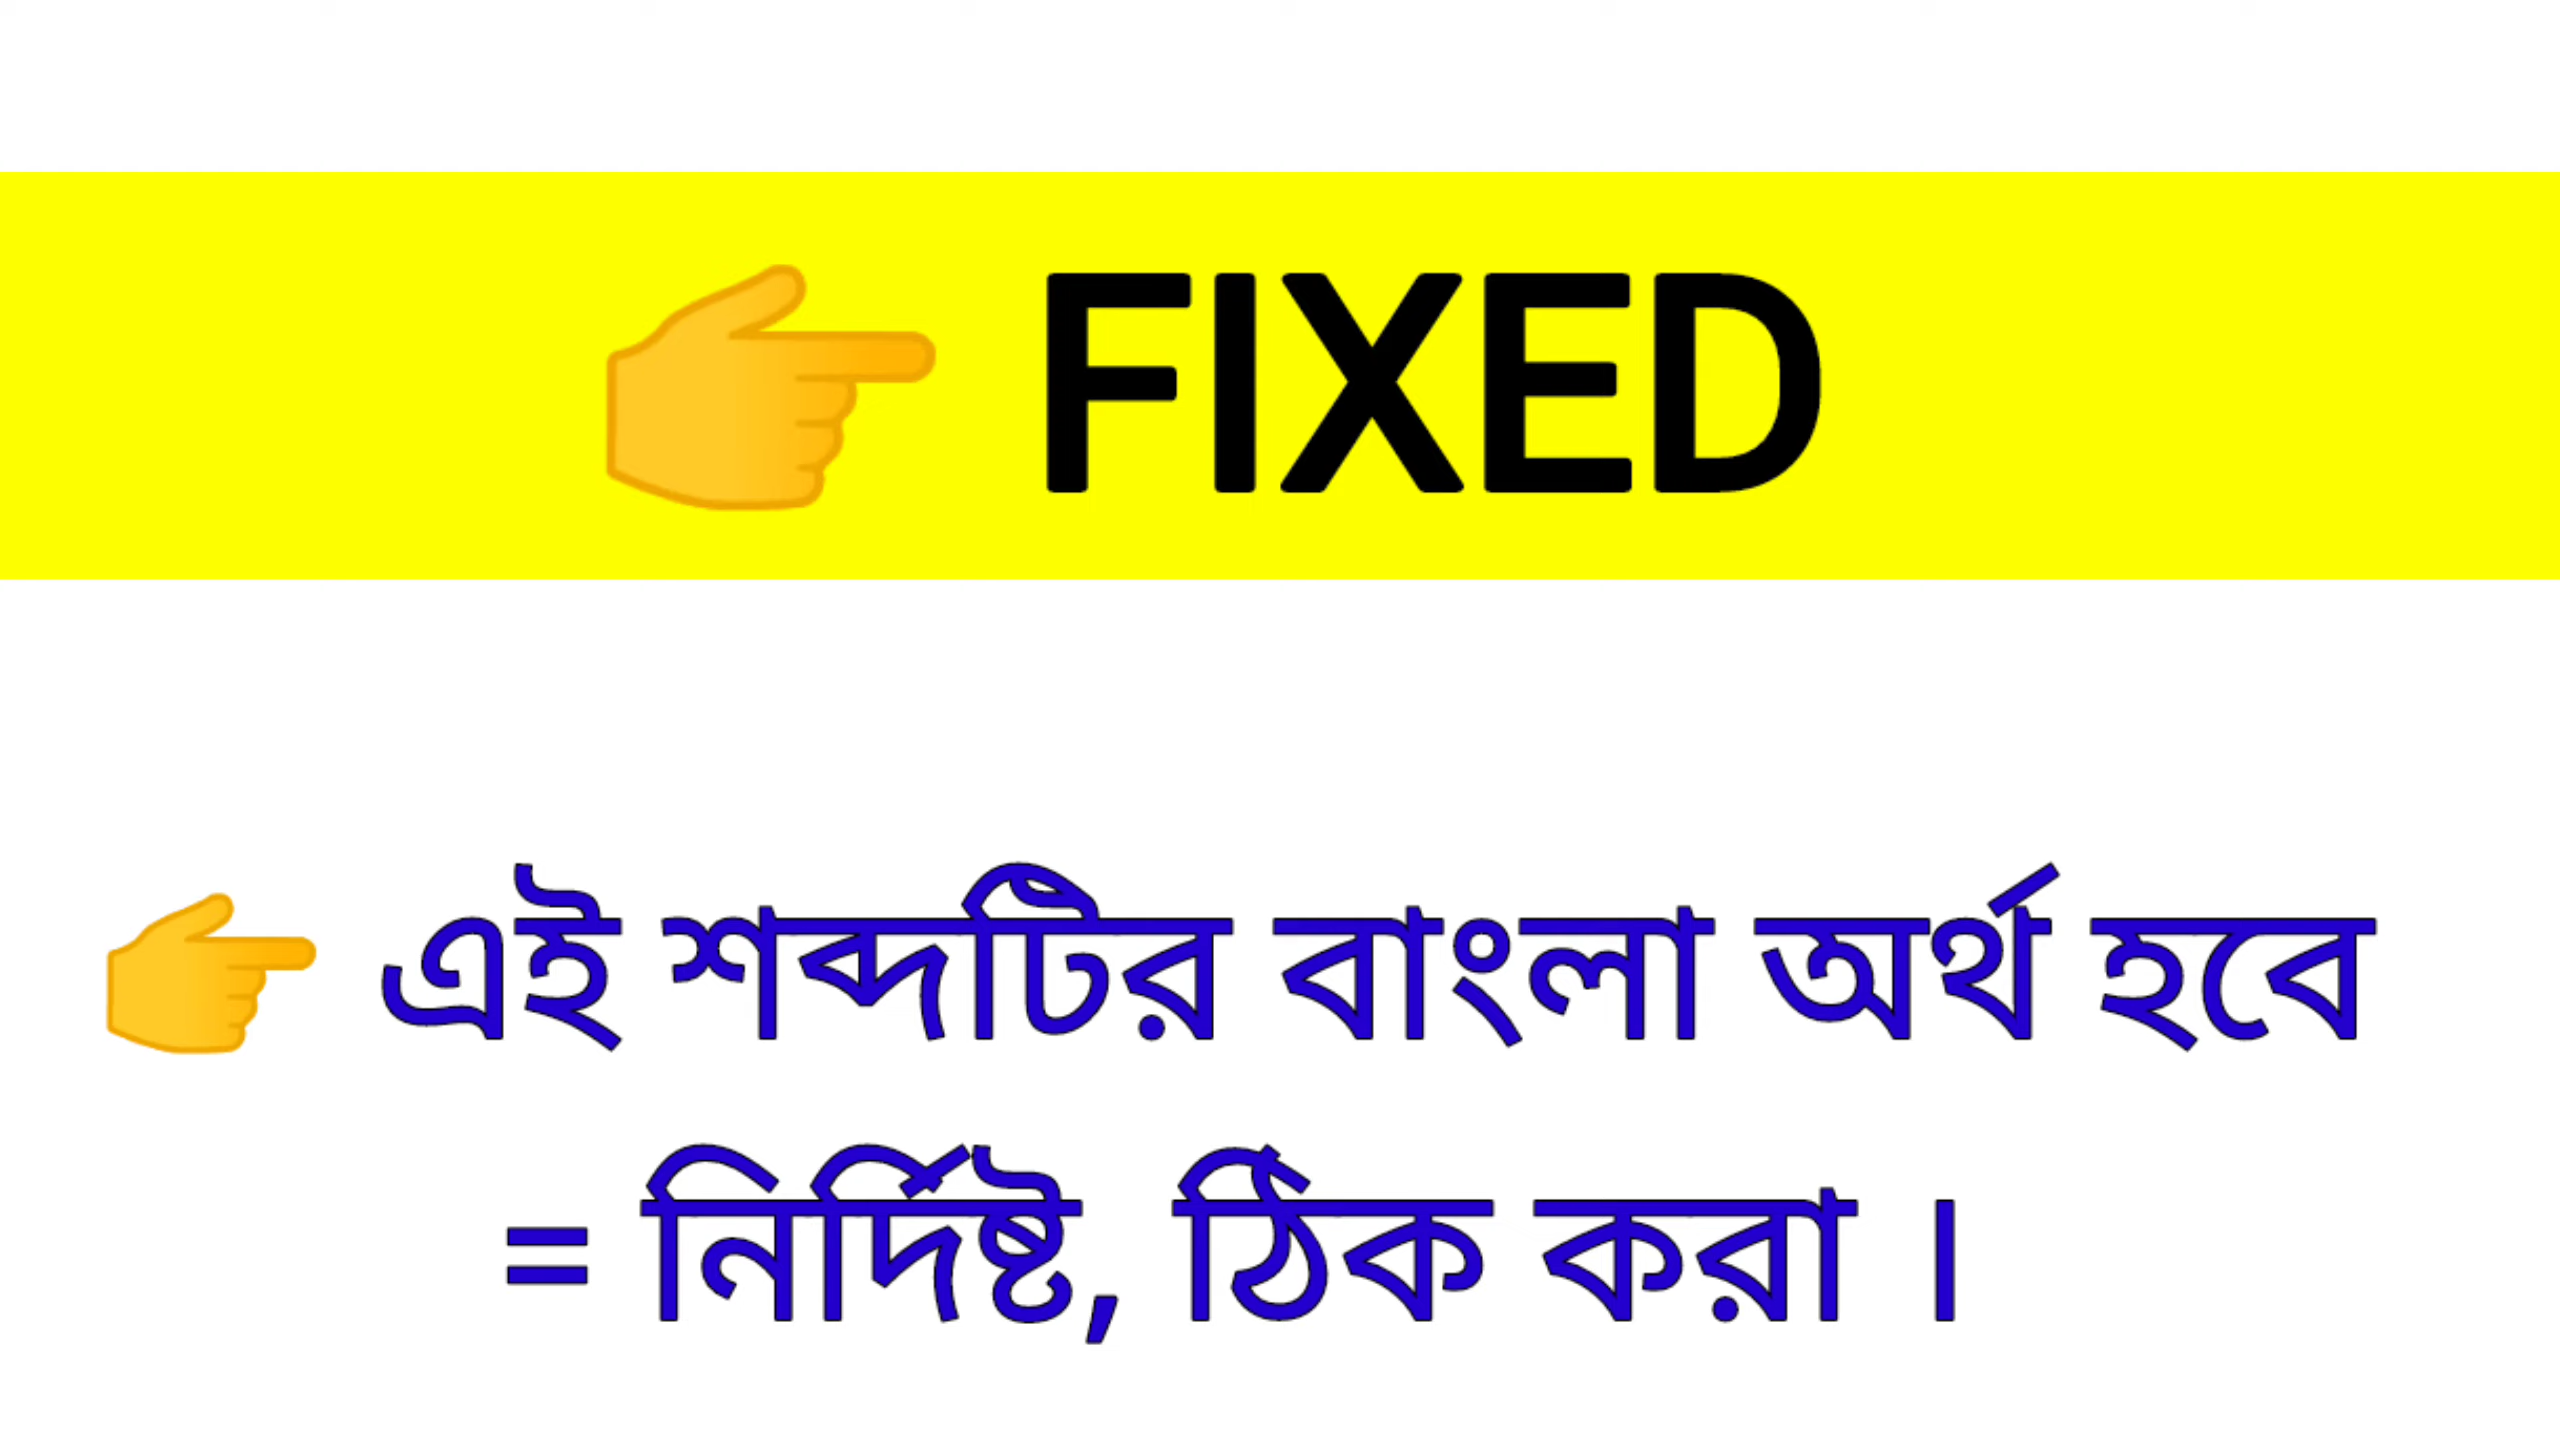 👉 FIXED
👉 এই শব্দটির বাংলা অর্থ হবে
= নির্দিষ্ট, ঠিক করা ।